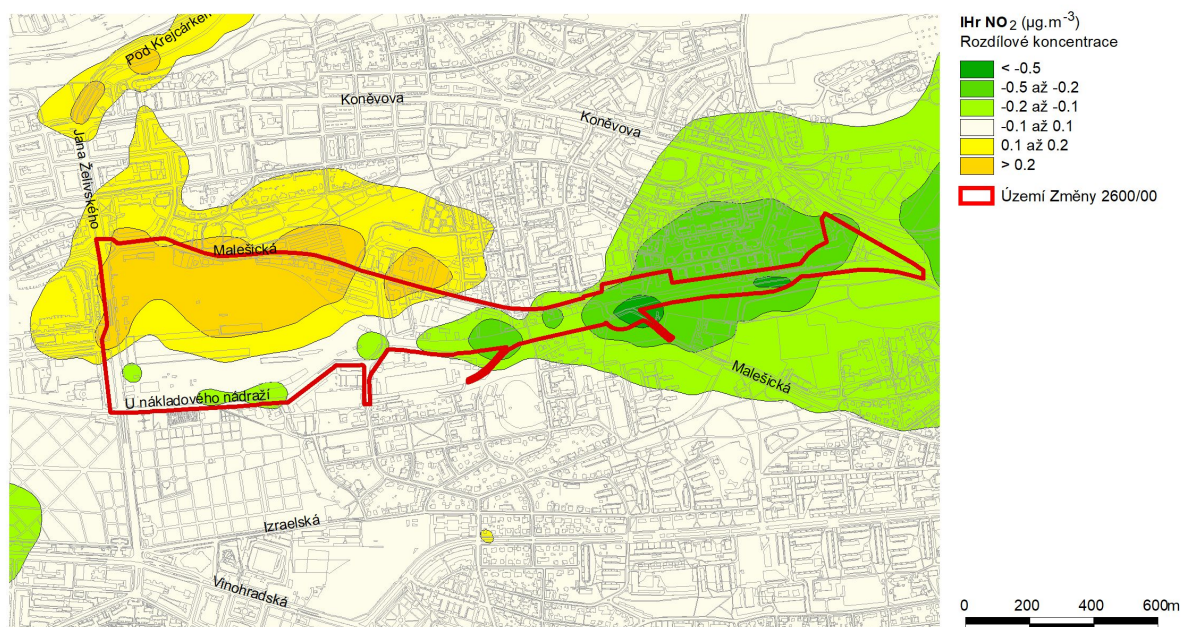 Pod Krejcárkem
Koněvova
Koněvova
Jana Želivského
Malešická
Malešická
U nákladového nádraží
Izraelská
Vinohradská
IHr NO2 (µg.m-3)
Rozdílové koncentrace
< -0.5
-0.5 až -0.2
-0.2 až -0.1
-0.1 až 0.1
0.1 až 0.2
> 0.2
Území Změny 2600/00
0 200 400 600m